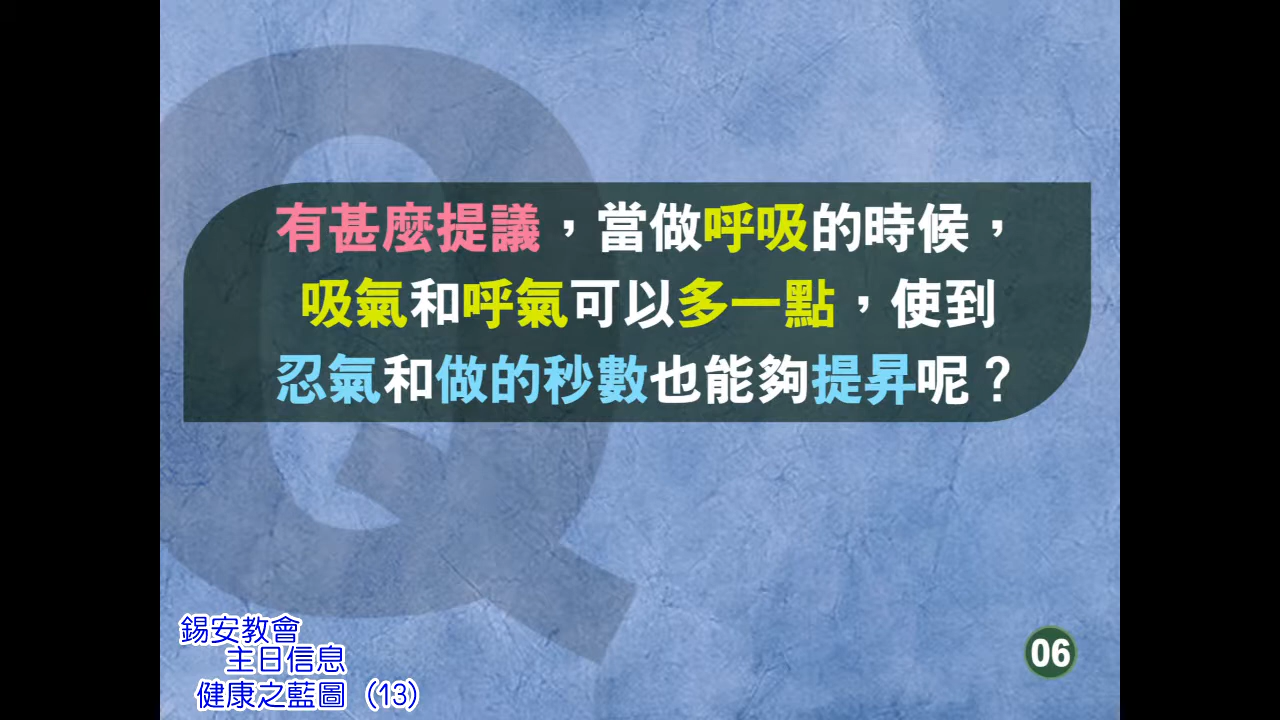 有甚麼提議，當做呼吸的時候，
吸氣和呼氣可以多一點，使到
忍氣和做的秒數也能夠提昇呢？
錫安教會
主日信息
健康之藍圖 (13)
06